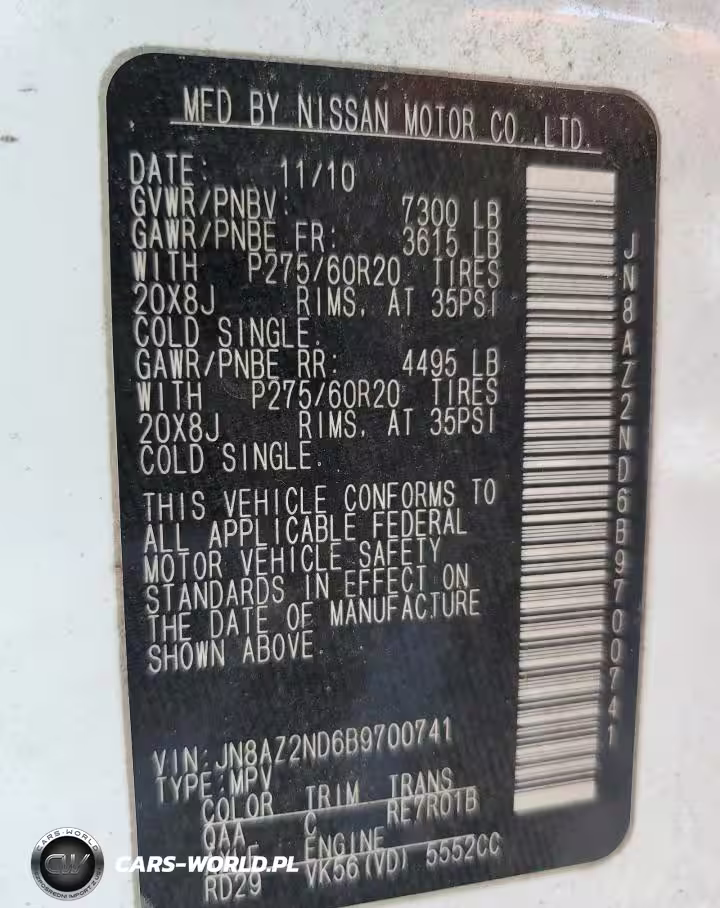 MFD BY NISSAN MOTOR CO.,LTD.
DATE: 11/10
GVWR/PNBV: 7300 LB
GAWR/PNBE FR: 3615 LB
WITH P275/60R20 TIRES
20X8J RIMS, AT 35PSI
COLD SINGLE.
GAWR/PNBE RR: 4495 LB
WITH P275/60R20 TIRES
20X8J RIMS, AT 35PSI
COLD SINGLE.
THIS VEHICLE CONFORMS TO
ALL APPLICABLE FEDERAL
MOTOR VEHICLE SAFETY
STANDARDS IN EFFECT ON
THE DATE OF MANUFACTURE
SHOWN ABOVE.
VIN:JN8AZ2ND6B9700741
TYPE:MPV
COLOR TRIM TRANS
QAA C RE7R01B
ENGINE
RD29 VK56(VD) 5552CC
JN8AZ2ND6B9700741
CARS-WORLD
CW
CARS-WORLD.PL